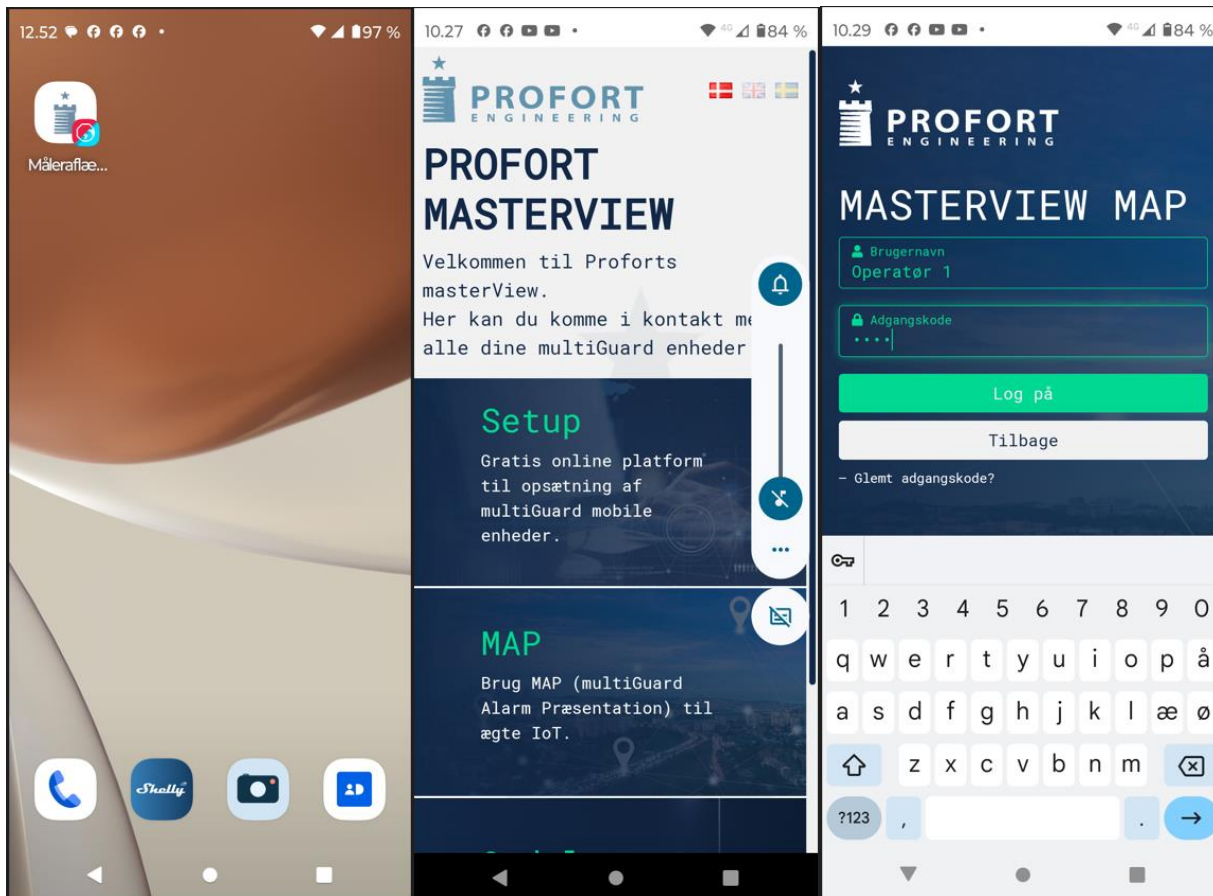 12.52
97 %
Måleraflæ...
Shelly
10.27
4G
84 %
PROFORT
ENGINEERING
PROFORT
MASTERVIEW
Velkommen til Proforts
masterView.
Her kan du komme i kontakt me
alle dine multiGuard enheder
Setup
Gratis online platform
til opsætning af
multiGuard mobile
enheder.
MAP
Brug MAP (multiGuard
Alarm Præsentation) til
ægte IoT.
10.29
4G
84 %
PROFORT
ENGINEERING
MASTERVIEW MAP
Brugernavn
Operatør 1
Adgangskode
••••
Log på
Tilbage
– Glemt adgangskode?
1 2 3 4 5 6 7 8 9 0
q w e r t y u i o p å
a s d f g h j k l æ ø
z x c v b n m
?123 , .